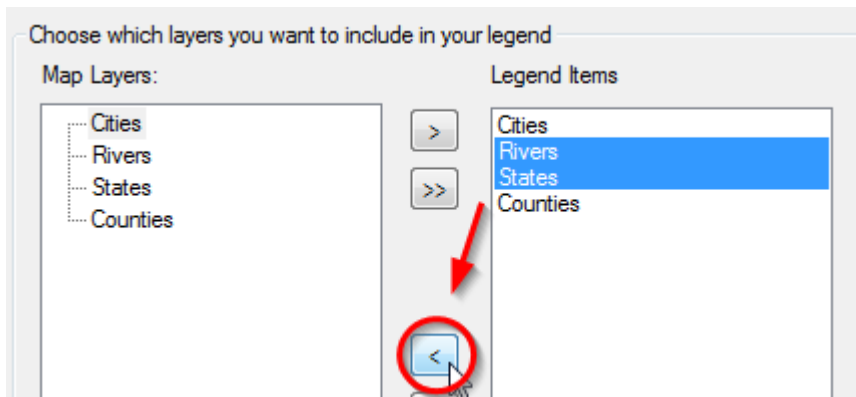 Choose which layers you want to include in your legend
Map Layers:
Cities
Rivers
States
Counties
>
>>
<
Legend Items
Cities
Rivers
States
Counties